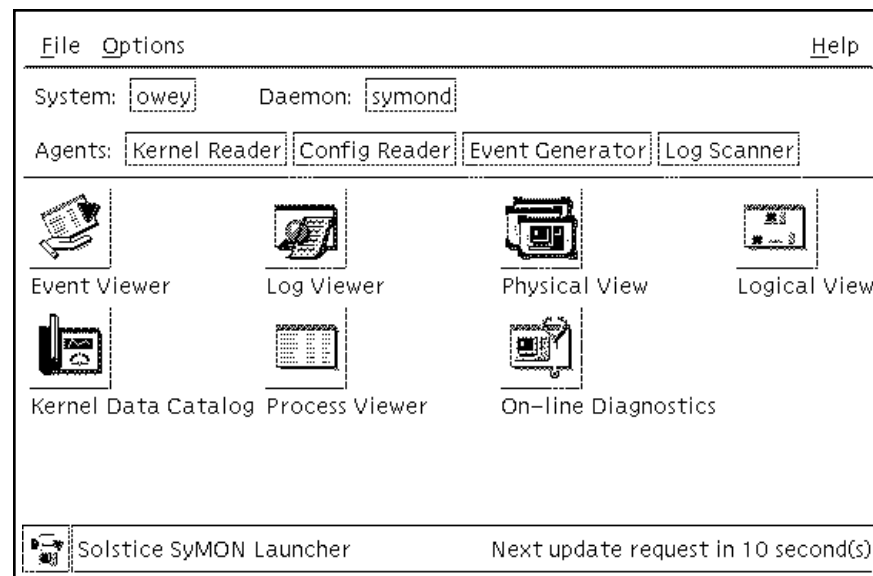 File Options Help
System: owey Daemon: symond
Agents: Kernel Reader Config Reader Event Generator Log Scanner
Event Viewer Log Viewer Physical View Logical View
Kernel Data Catalog Process Viewer On-line Diagnostics
Solstice SyMON Launcher Next update request in 10 second(s)